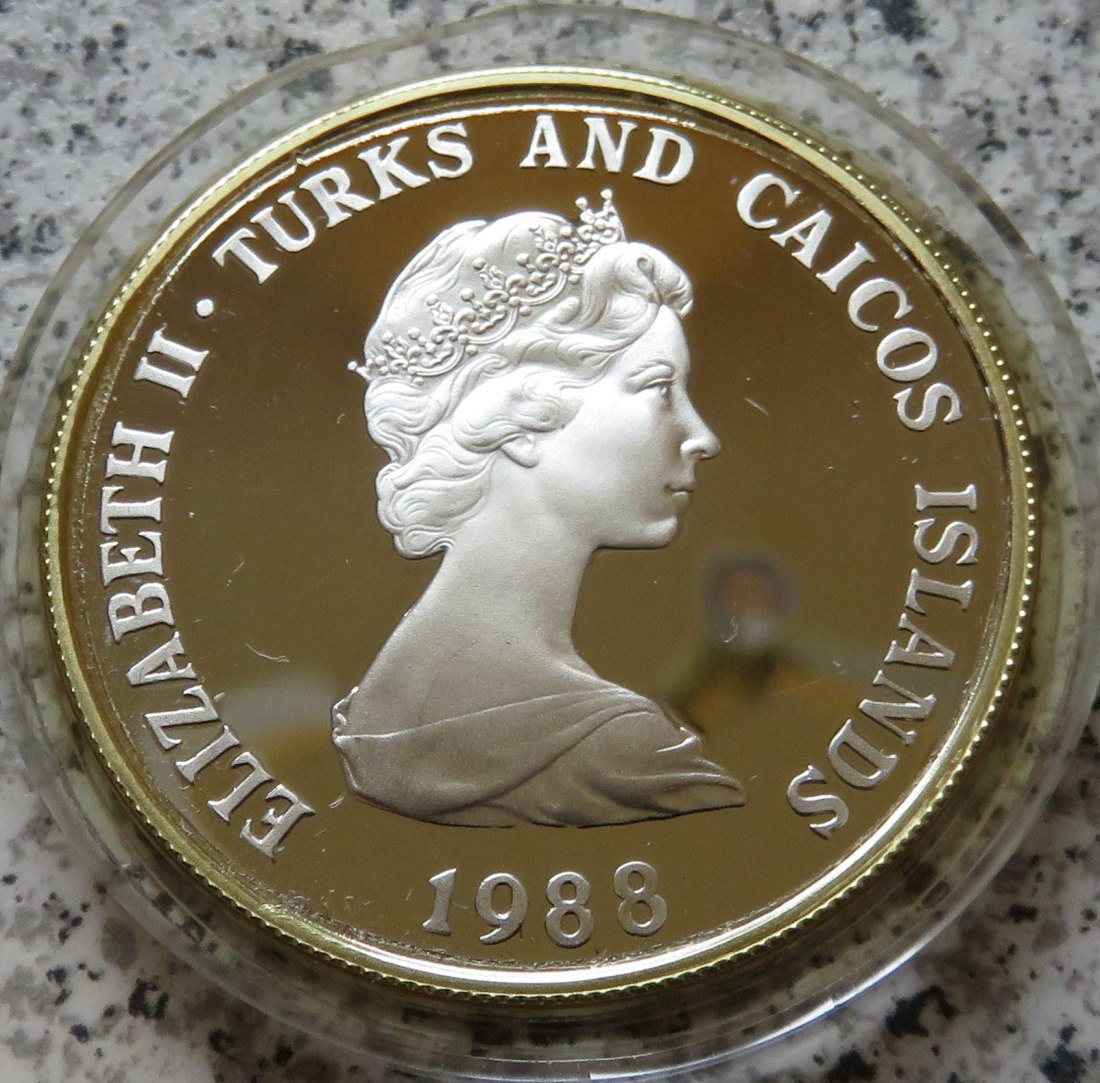 ELIZABETH II · TURKS AND CAICOS ISLANDS
1988